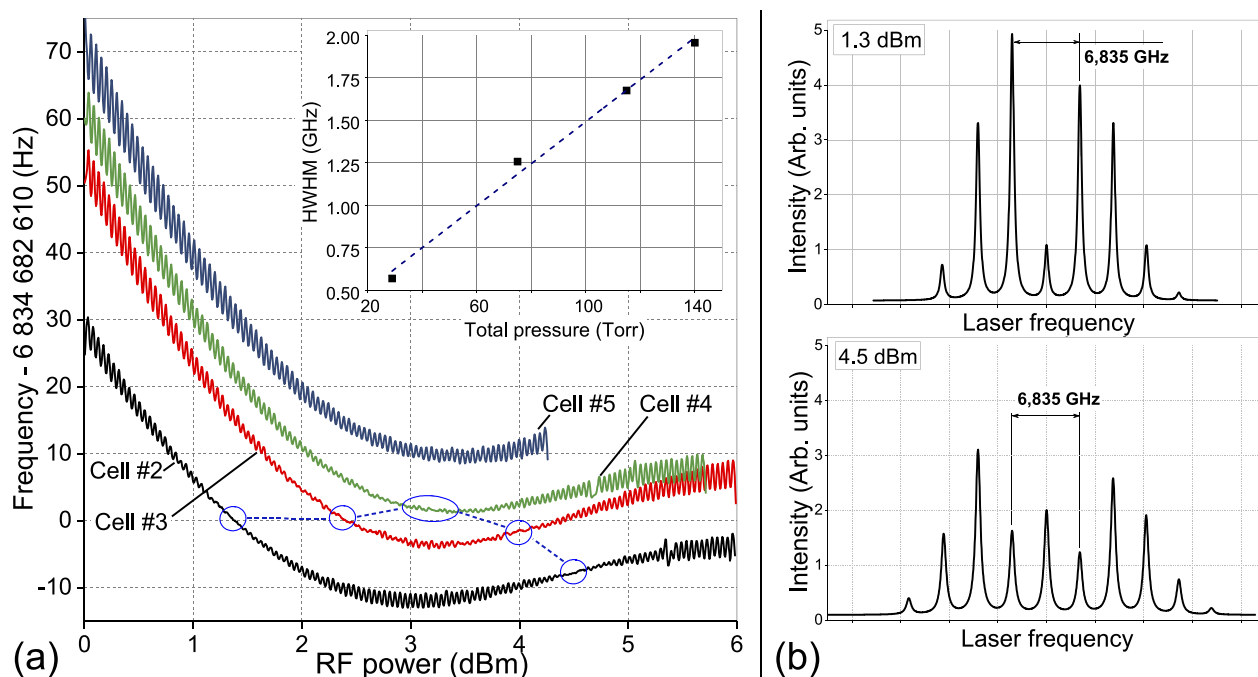 Frequency - 6 834 682 610 (Hz)
70
60
50
40
30
20
10
0
-10
0
1
2
3
4
5
6
RF power (dBm)
(a)
HWHM (GHz)
2.00
1.75
1.50
1.25
1.00
0.75
0.50
20
60
100
140
Total pressure (Torr)
Cell #2
Cell #3
Cell #5
Cell #4
1.3 dBm
6,835 GHz
Intensity (Arb. units)
5
4
3
2
1
0
Laser frequency
4.5 dBm
6,835 GHz
Intensity (Arb. units)
5
4
3
2
1
0
Laser frequency
(b)